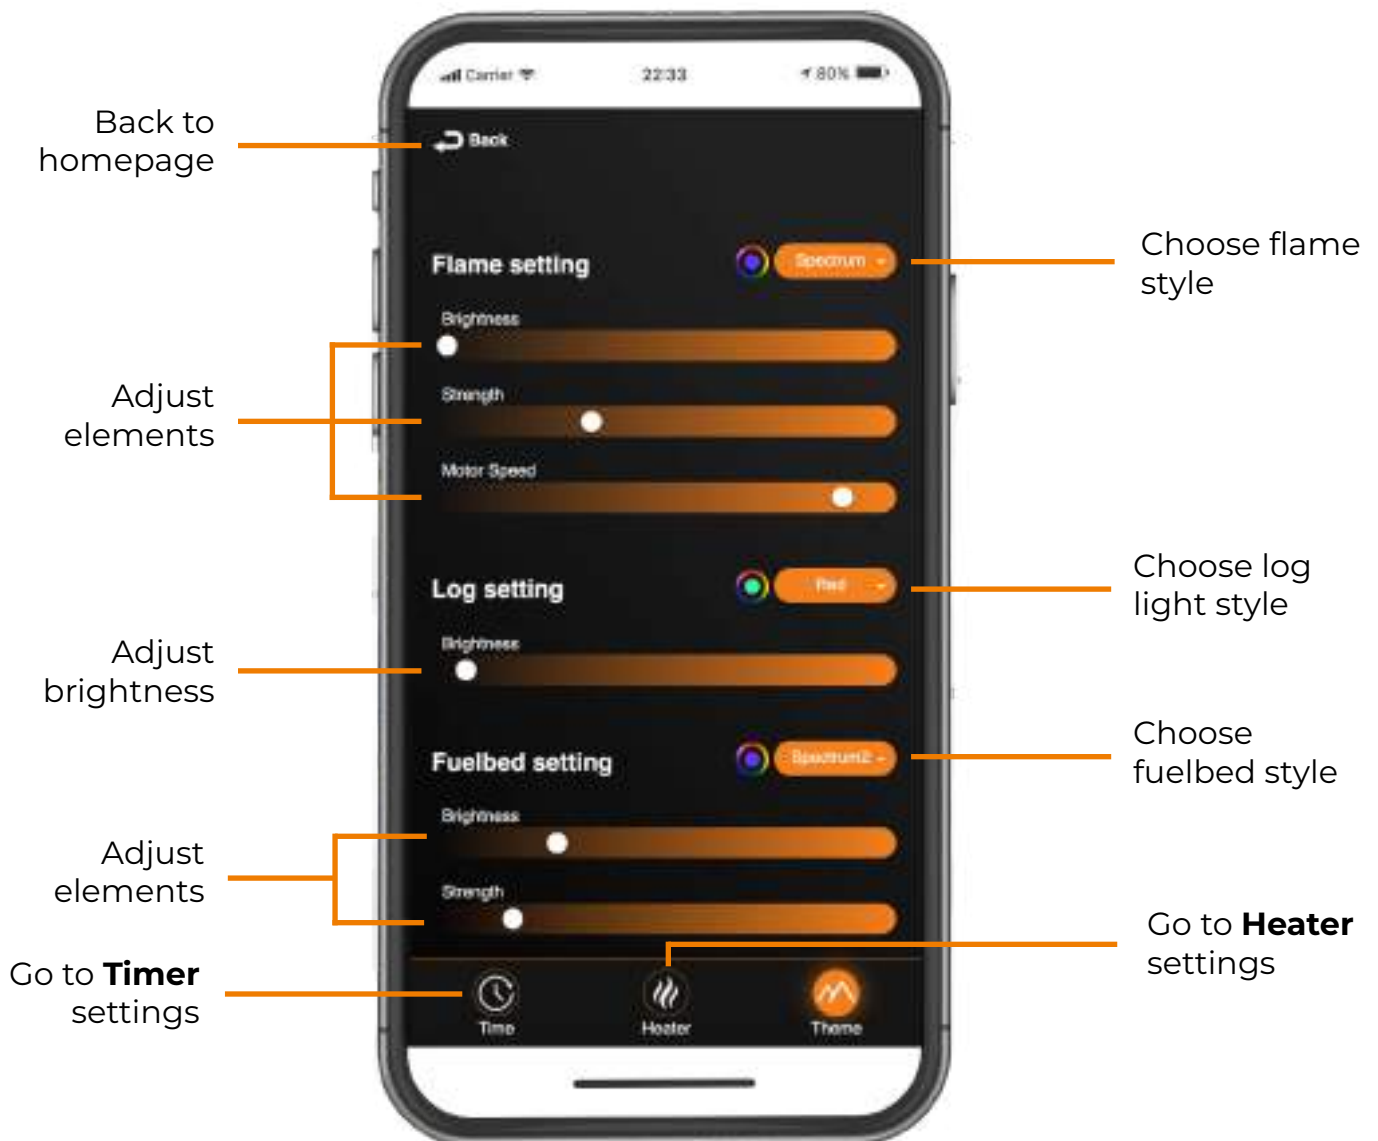 Carrier
22:33
80%
Back to
homepage
Back
Flame setting
Spectrum
Choose flame
style
Brightness
Adjust
elements
Strength
Motor Speed
Log setting
Red
Choose log
light style
Brightness
Adjust
brightness
Fuelbed setting
Spectrum2
Choose
fuelbed style
Brightness
Adjust
elements
Strength
Go to Heater
settings
Go to Timer
settings
Time
Heater
Theme